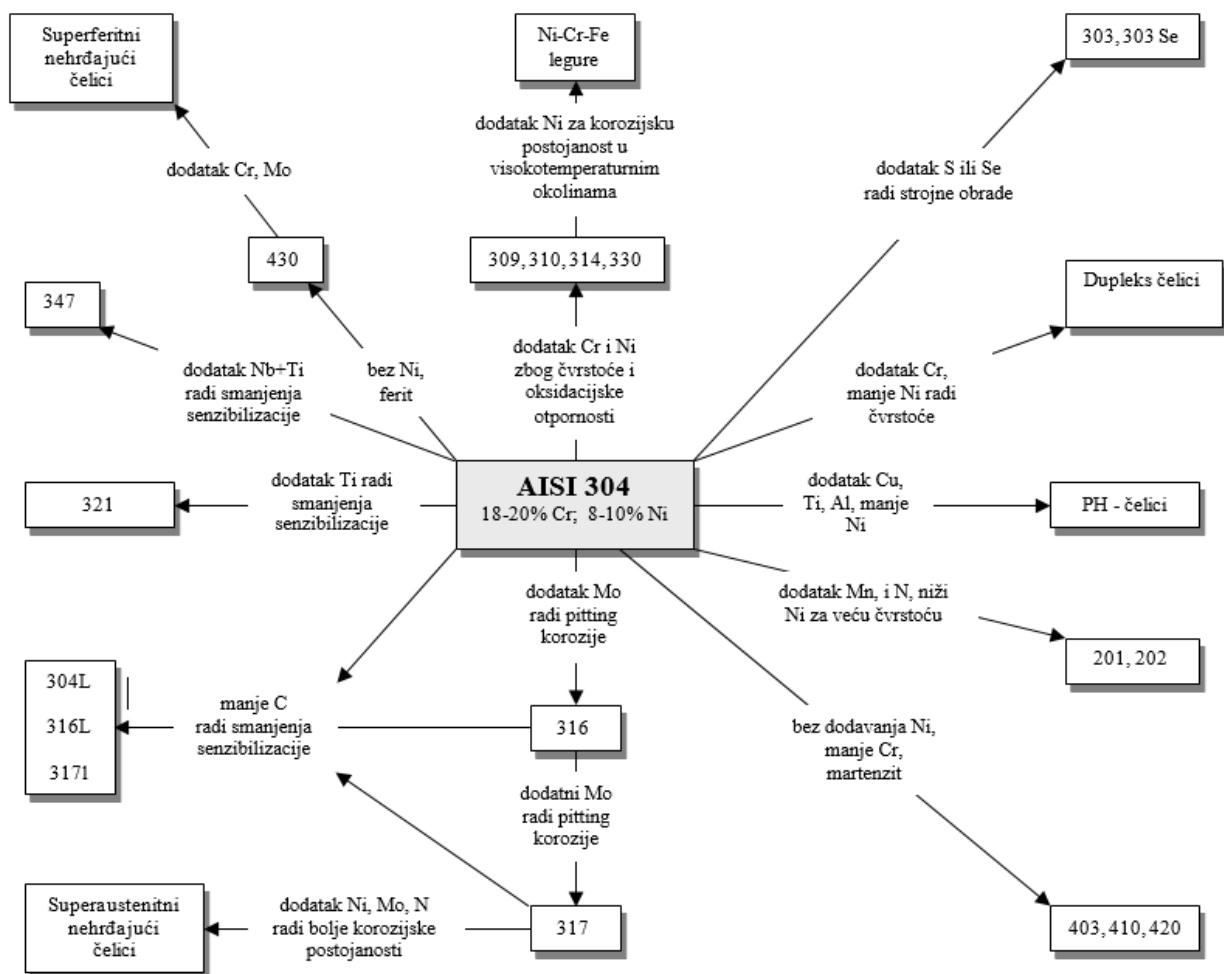 Superferitni
nehrđajući
čelici
Ni-Cr-Fe
legure
303, 303 Se
dodatak Cr, Mo
dodatak Ni za korozijsku
postojanost u
visokotemperaturnim
okolinama
dodatak S ili Se
radi strojne obrade
430
309, 310, 314, 330
Dupleks čelici
347
dodatak Nb+Ti
radi smanjenja
senzibilizacije
bez Ni,
ferit
dodatak Cr i Ni
zbog čvrstoće i
oksidacijske
otpornosti
dodatak Cr,
manje Ni radi
čvrstoće
321
dodatak Ti radi
smanjenja
senzibilizacije
AISI 304
18-20% Cr; 8-10% Ni
dodatak Cu,
Ti, Al, manje
Ni
PH - čelici
dodatak Mo
radi pitting
korozije
dodatak Mn, i N, niži
Ni za veću čvrstoću
201, 202
304L
316L
317l
manje C
radi smanjenja
senzibilizacije
316
bez dodavanja Ni,
manje Cr,
martenzit
dodatni Mo
radi pitting
korozije
Superaustenitni
nehrđajući
čelici
dodatak Ni, Mo, N
radi bolje korozijske
postojanosti
317
403, 410, 420